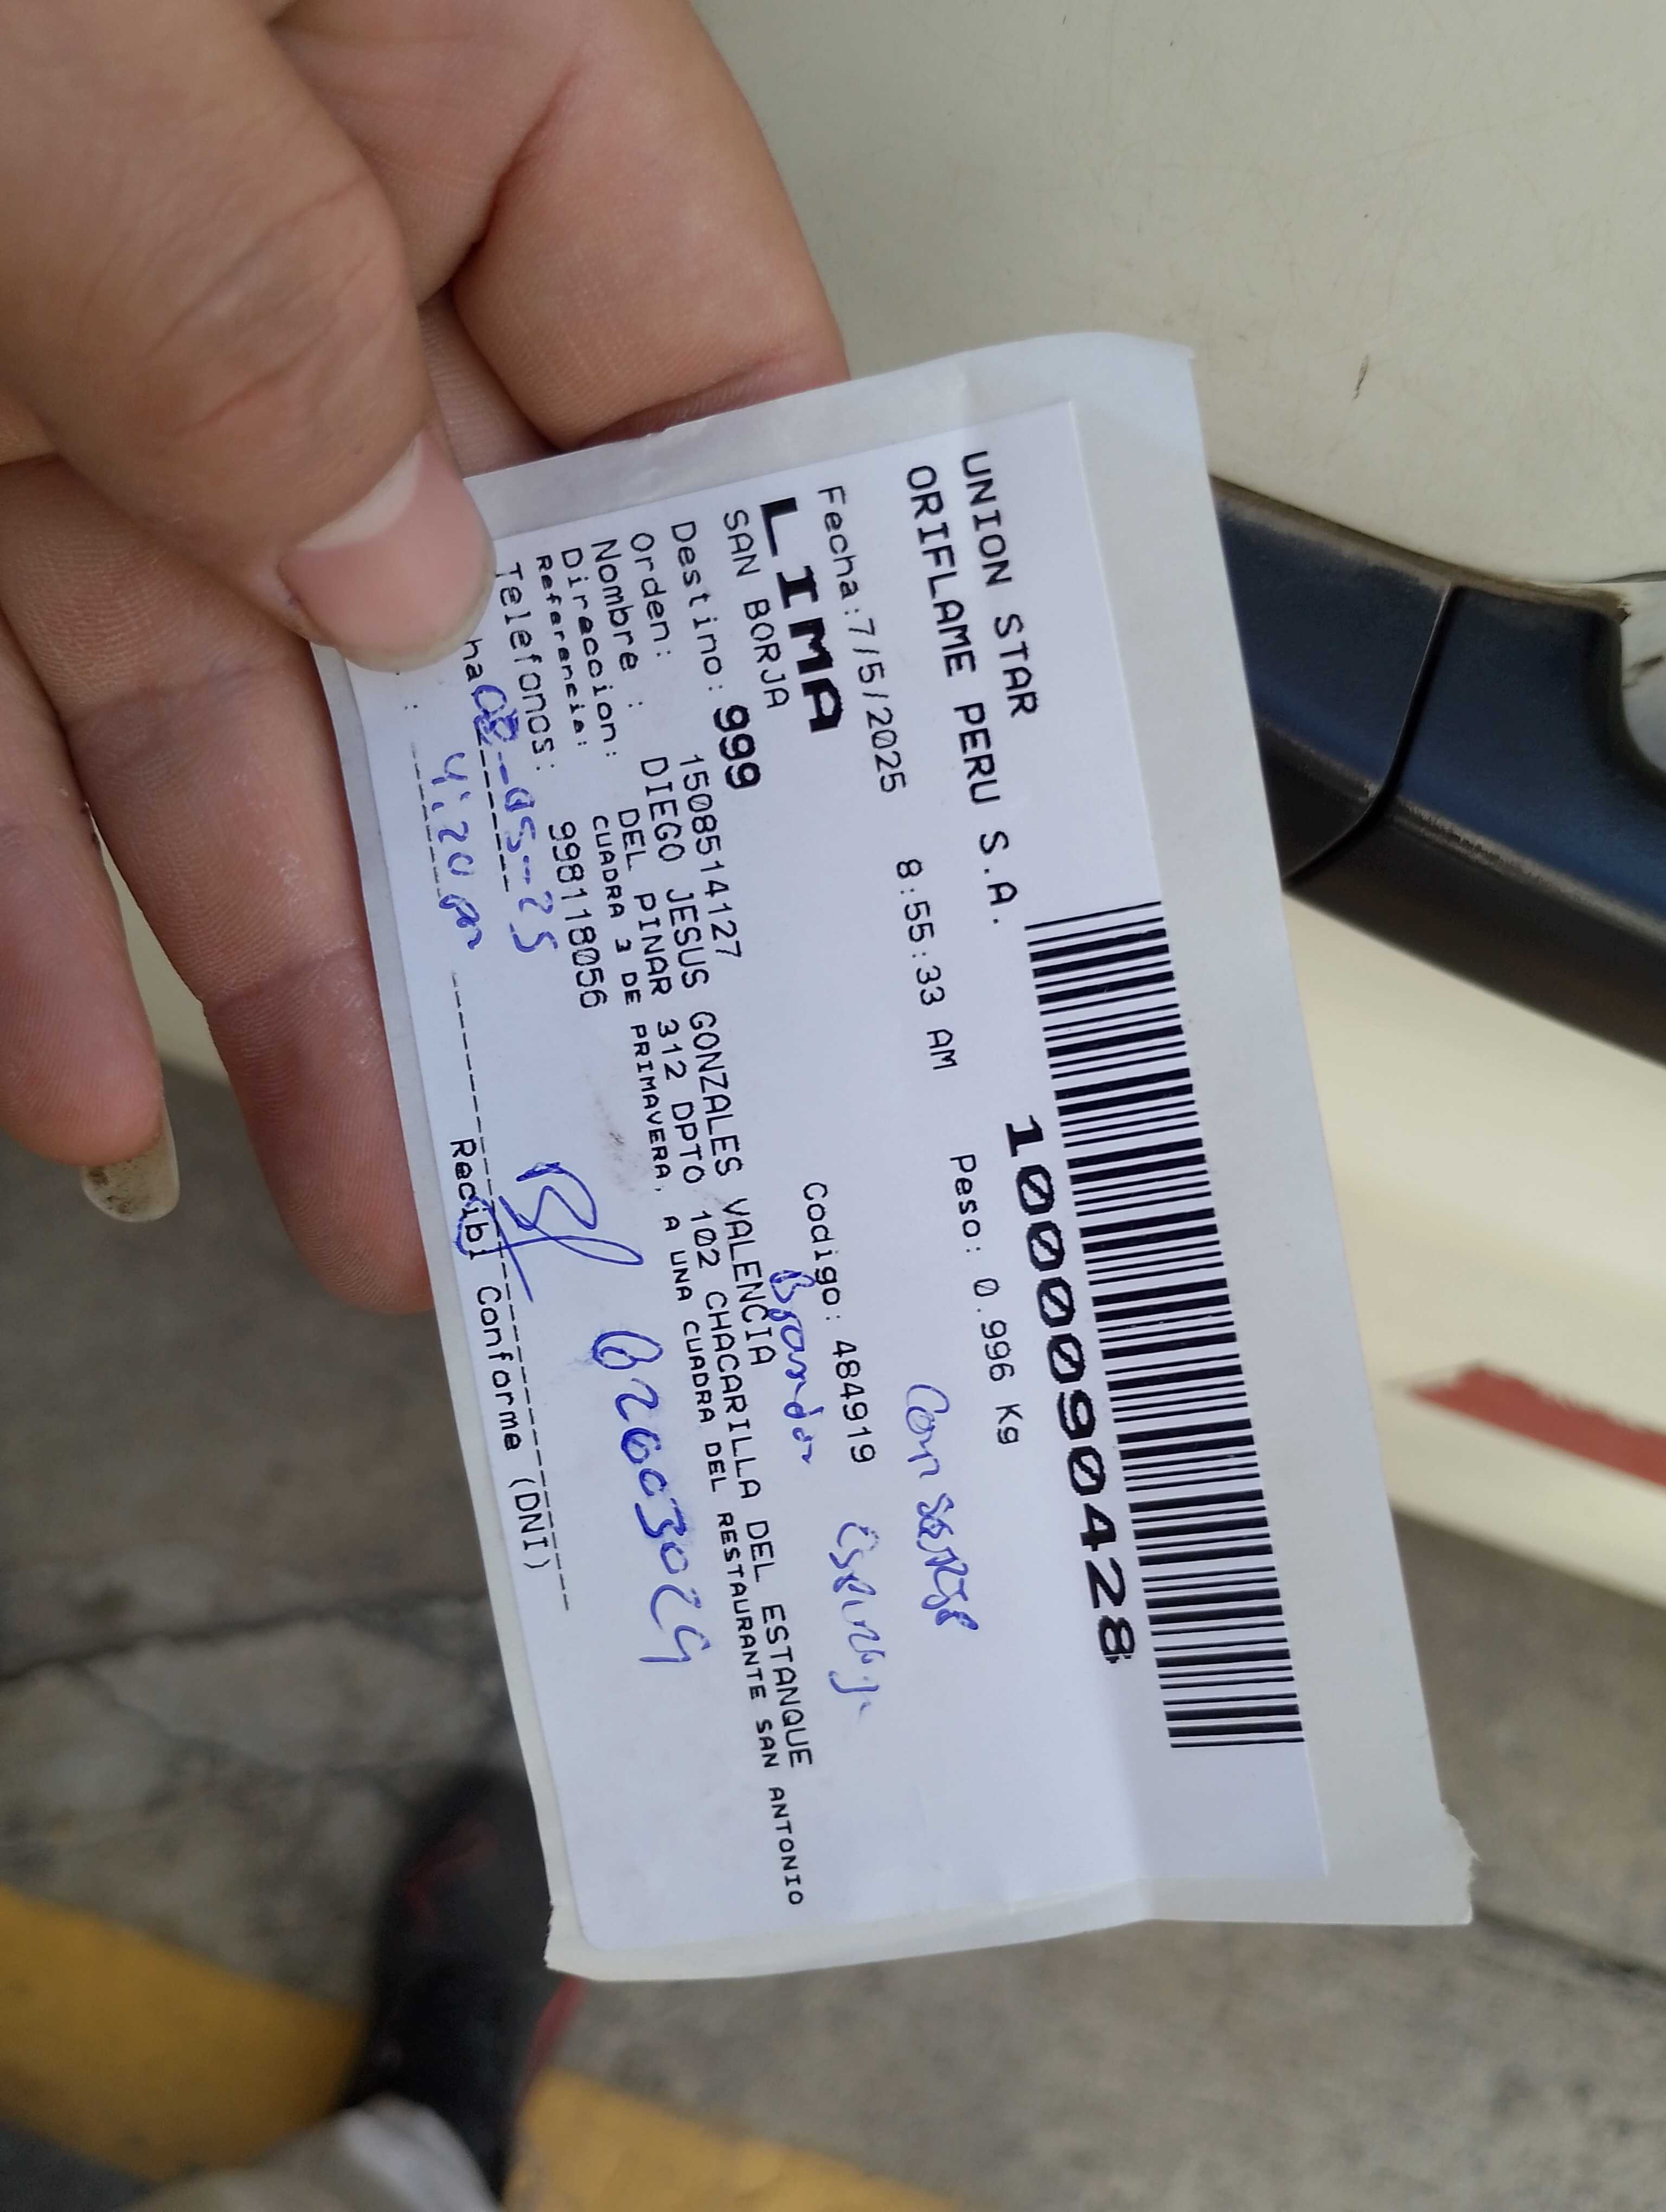 UNION STAR
ORIFLAME PERU S.A.
10000090428
Fecha:7/5/2025 8:55:33 AM Peso: 0.996 Kg
LIMA
SAN BORJA
Codigo: 484919
Destino: 999
Orden: 1508514127
Nombre : DIEGO JESUS GONZALES VALENCIA
Direccion: DEL PINAR 312 DPTO 102 CHACARILLA DEL ESTANQUE
Referencia: CUADRA 3 DE PRIMAVERA, A UNA CUADRA DEL RESTAURANTE SAN ANTONIO
Telefonos: 998118056
ha 08-05-25
: 4:20 pm
Recibi Conforme (DNI)